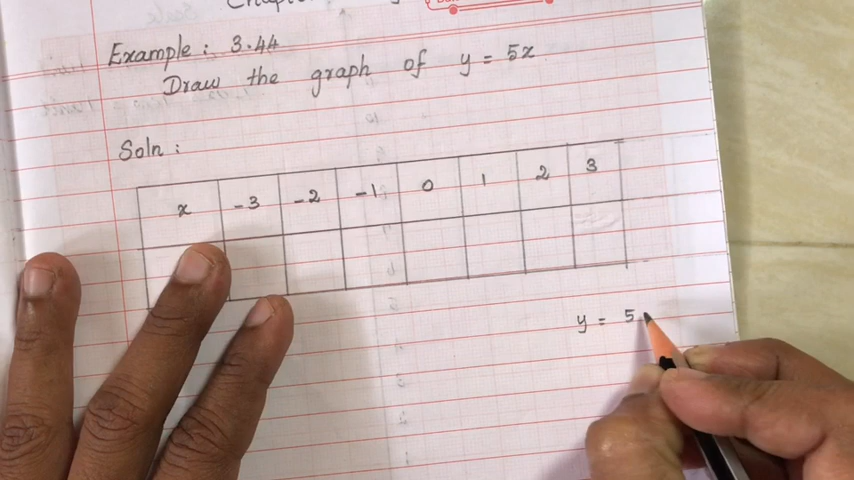 Example : 3.44
Draw the graph of y = 5x
Soln :
x -3 -2 -1 0 1 2 3
y = 5